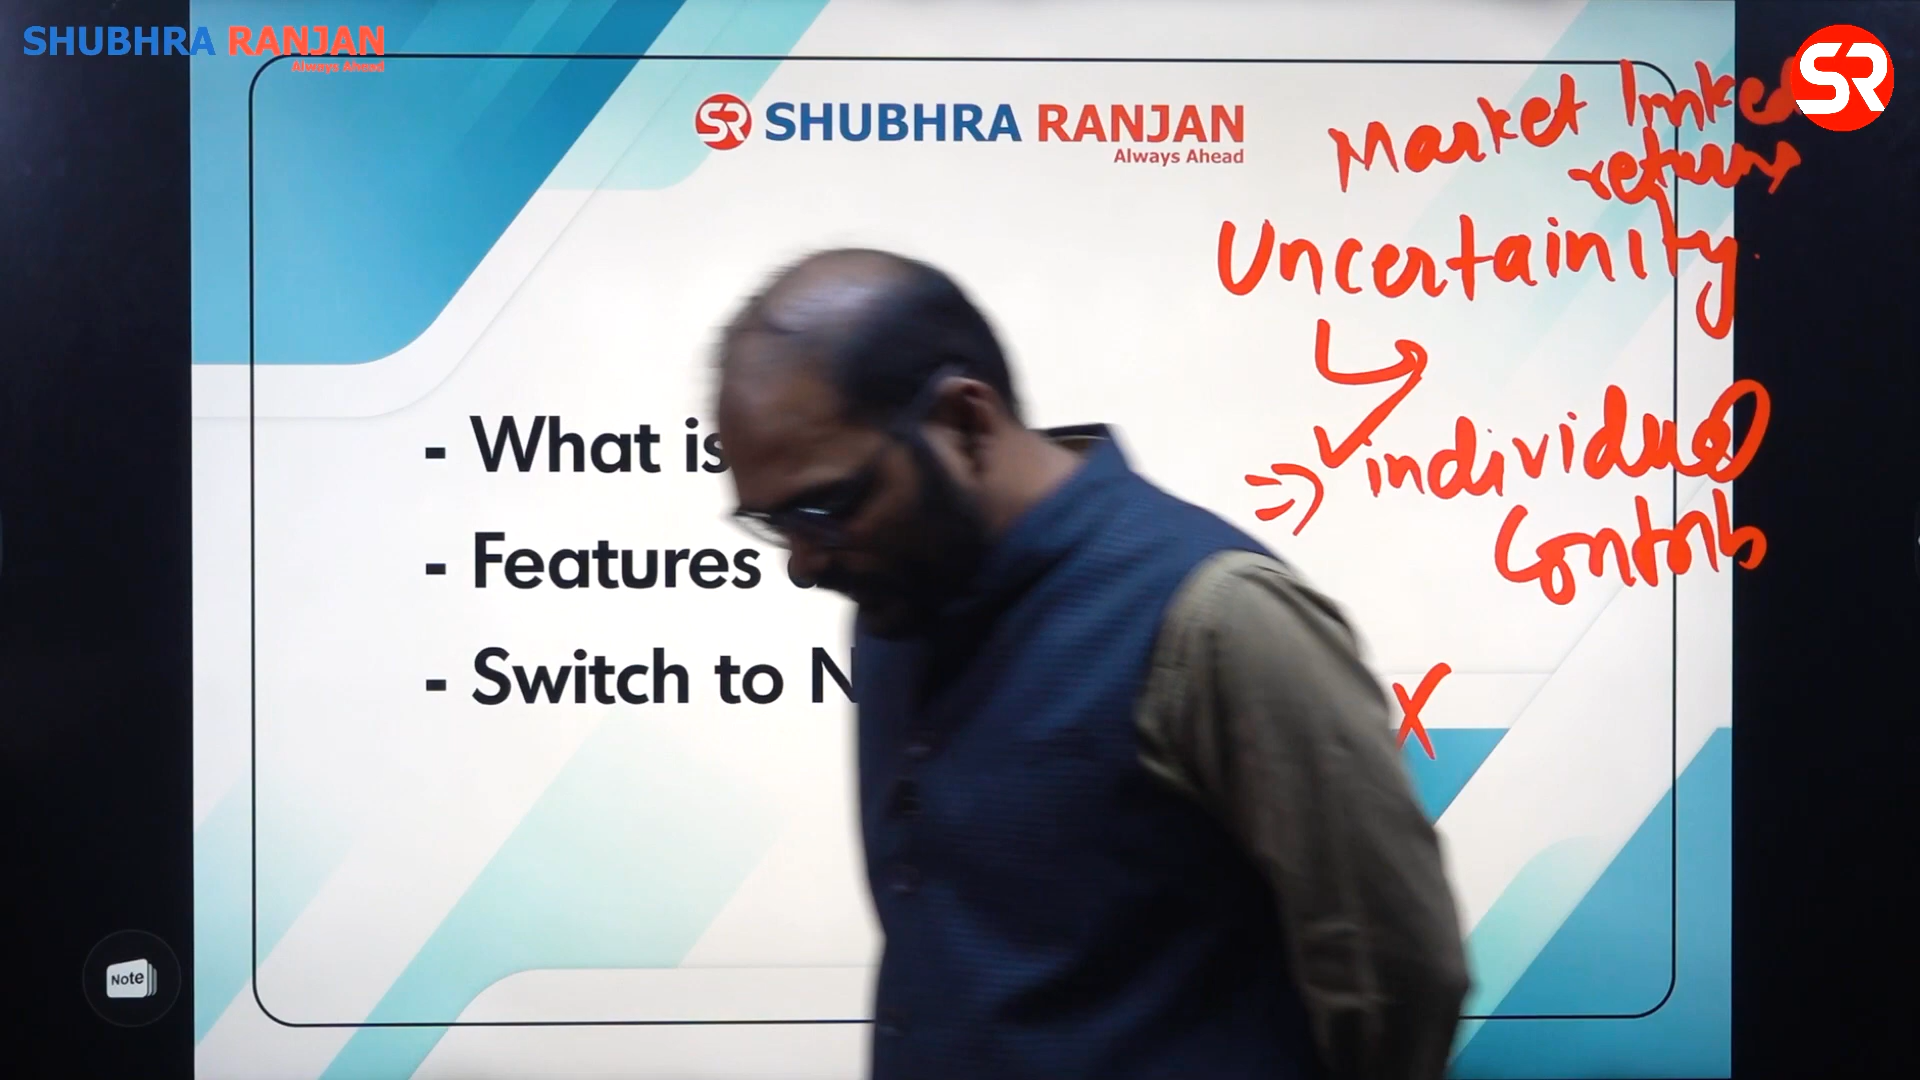 SHUBHRA RANJAN
Always Ahead
SR
SR SHUBHRA RANJAN
Always Ahead
Market linked
returns
Uncertainity
- What is
- Features
- Switch to N
individual
Contrib
X
Note